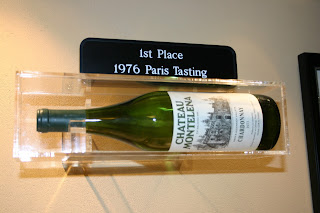 1st Place
1976 Paris Tasting
CHATEAU
MONTELENA
CHARDONNAY